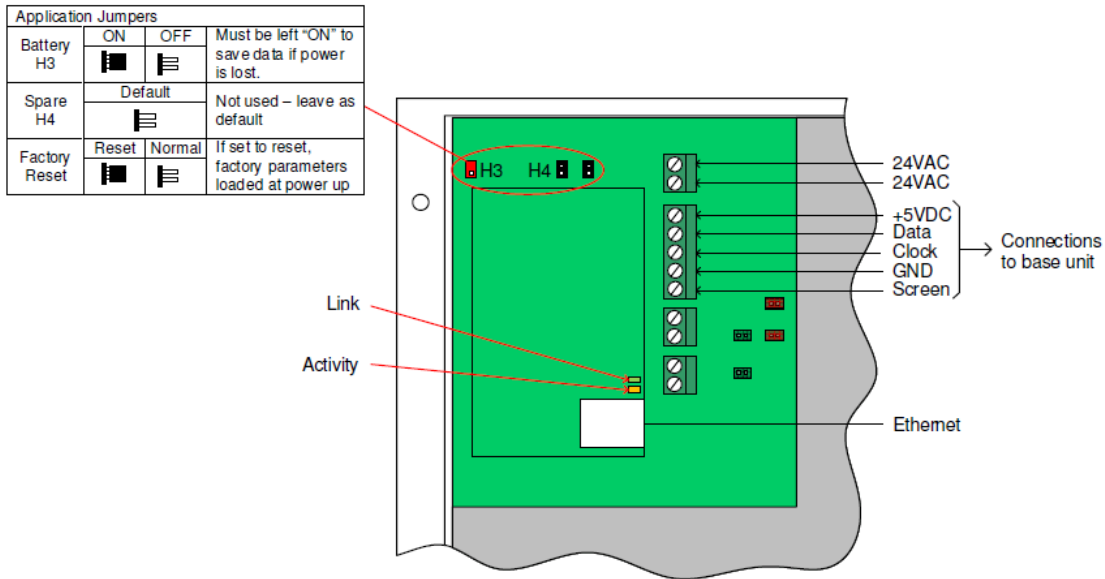 Application Jumpers
Battery
H3
ON
OFF
Must be left “ON” to
save data if power
is lost.
Spare
H4
Default
Not used – leave as
default
Factory
Reset
Reset
Normal
If set to reset,
factory parameters
loaded at power up
H3
H4
24VAC
24VAC
+5VDC
Data
Clock
GND
Screen
Connections
to base unit
Link
Activity
Ethernet